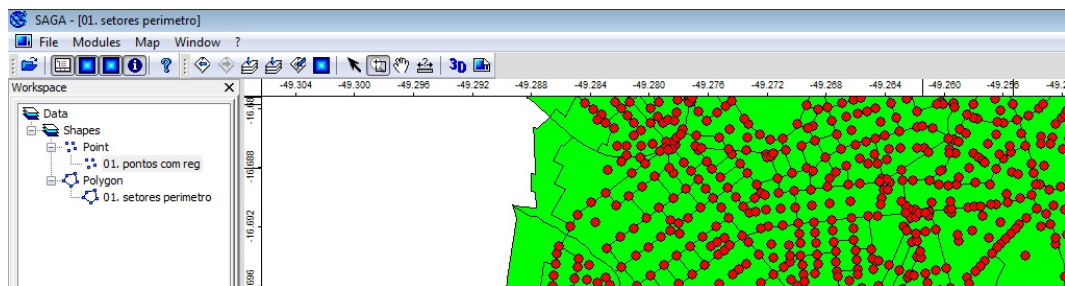 SAGA - [01. setores perimetro]
File Modules Map Window ?
3D
Workspace X
Data
Shapes
Point
01. pontos com reg
Polygon
01. setores perimetro
-49.304 -49.300 -49.296 -49.292 -49.288 -49.284 -49.280 -49.276 -49.272 -49.268 -49.264 -49.260 -49.256
-16.688
-16.692